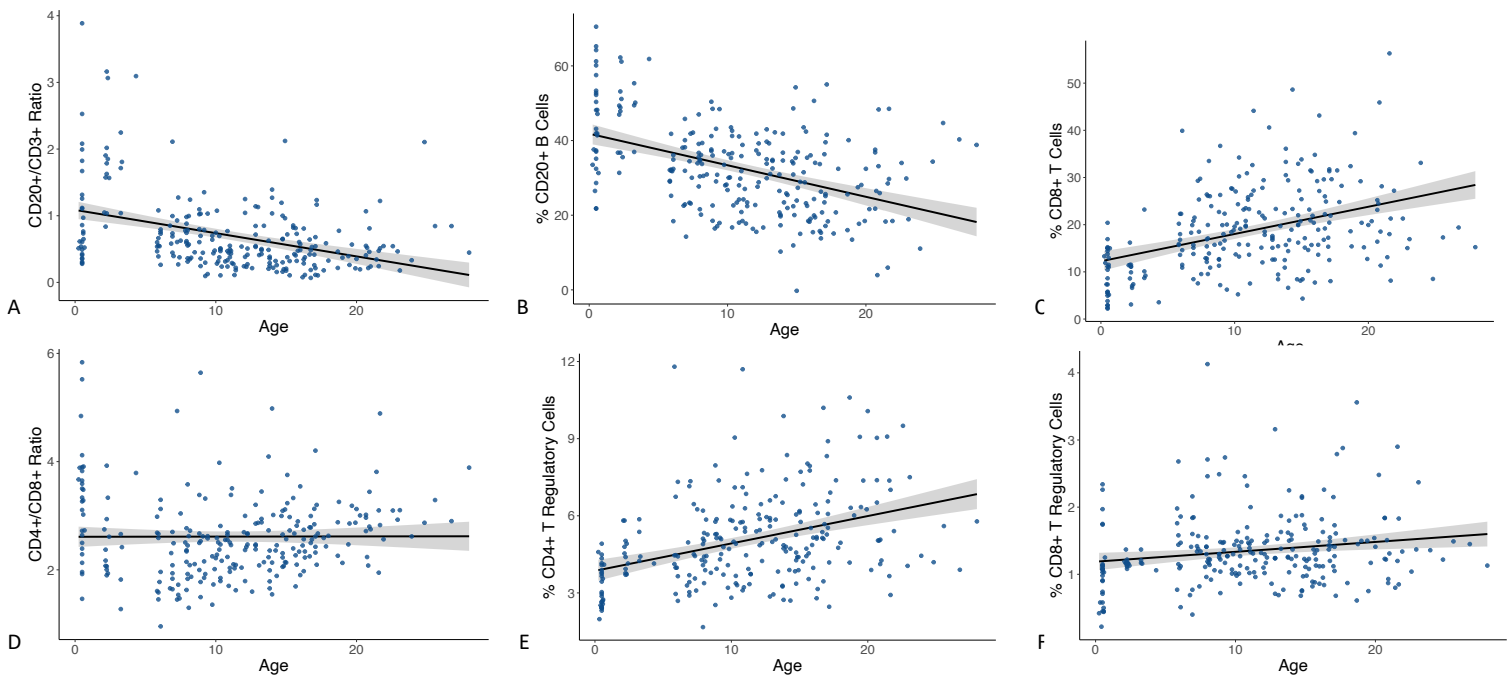 4
3
2
1
0
CD20+/CD3+ Ratio
0
10
20
Age
A
60
40
20
0
% CD20+ B Cells
0
10
20
Age
B
50
40
30
20
10
0
% CD8+ T Cells
0
10
20
Age
C
6
4
2
CD4+/CD8+ Ratio
0
10
20
Age
D
12
9
6
3
% CD4+ T Regulatory Cells
0
10
20
Age
E
4
3
2
1
% CD8+ T Regulatory Cells
0
10
20
Age
F